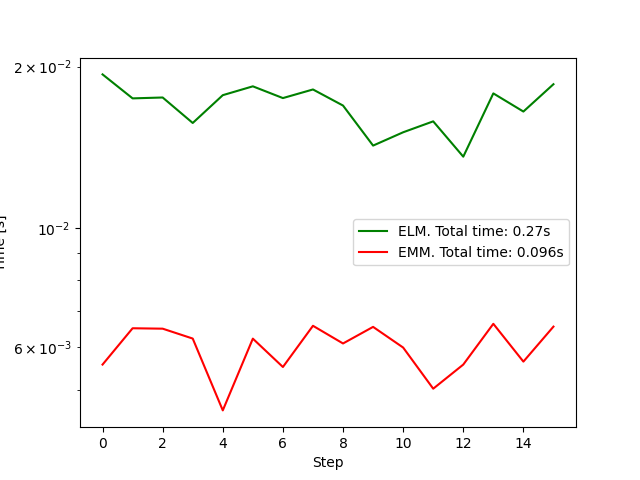 2 × 10⁻²
10⁻²
6 × 10⁻³
Time [s]
ELM. Total time: 0.27s
EMM. Total time: 0.096s
0 2 4 6 8 10 12 14
Step